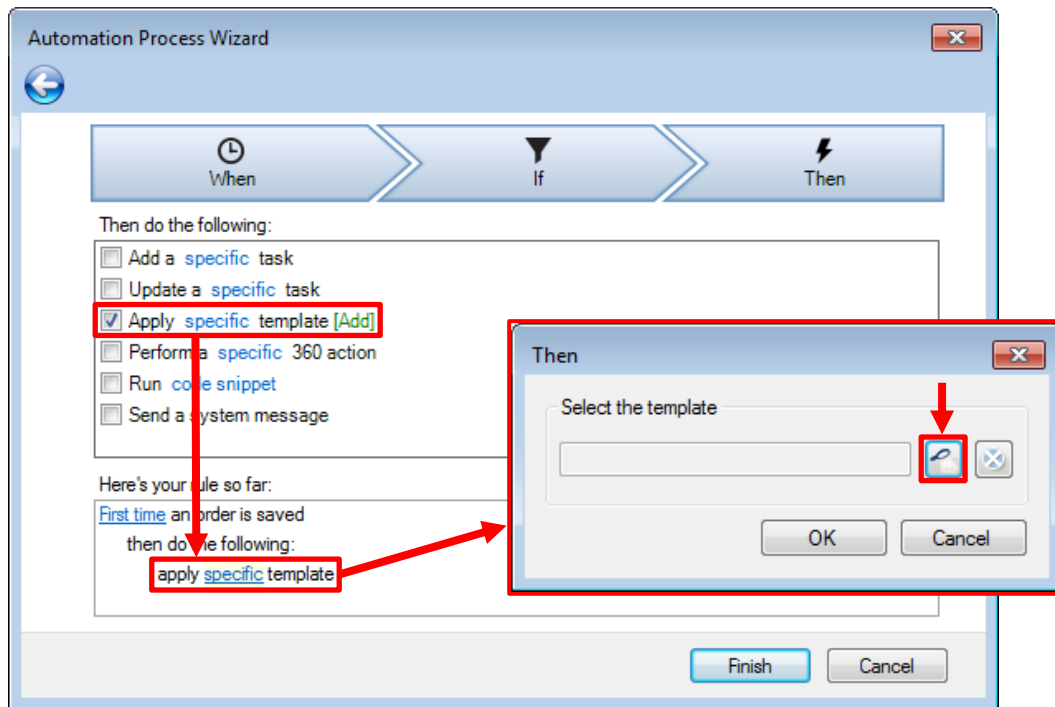 Automation Process Wizard
When
If
Then
Then do the following:
Add a specific task
Update a specific task
Apply specific template [Add]
Perform a specific 360 action
Run code snippet
Send a system message
Here's your rule so far:
First time an order is saved
then do the following:
apply specific template
Then
Select the template
OK
Cancel
Finish
Cancel